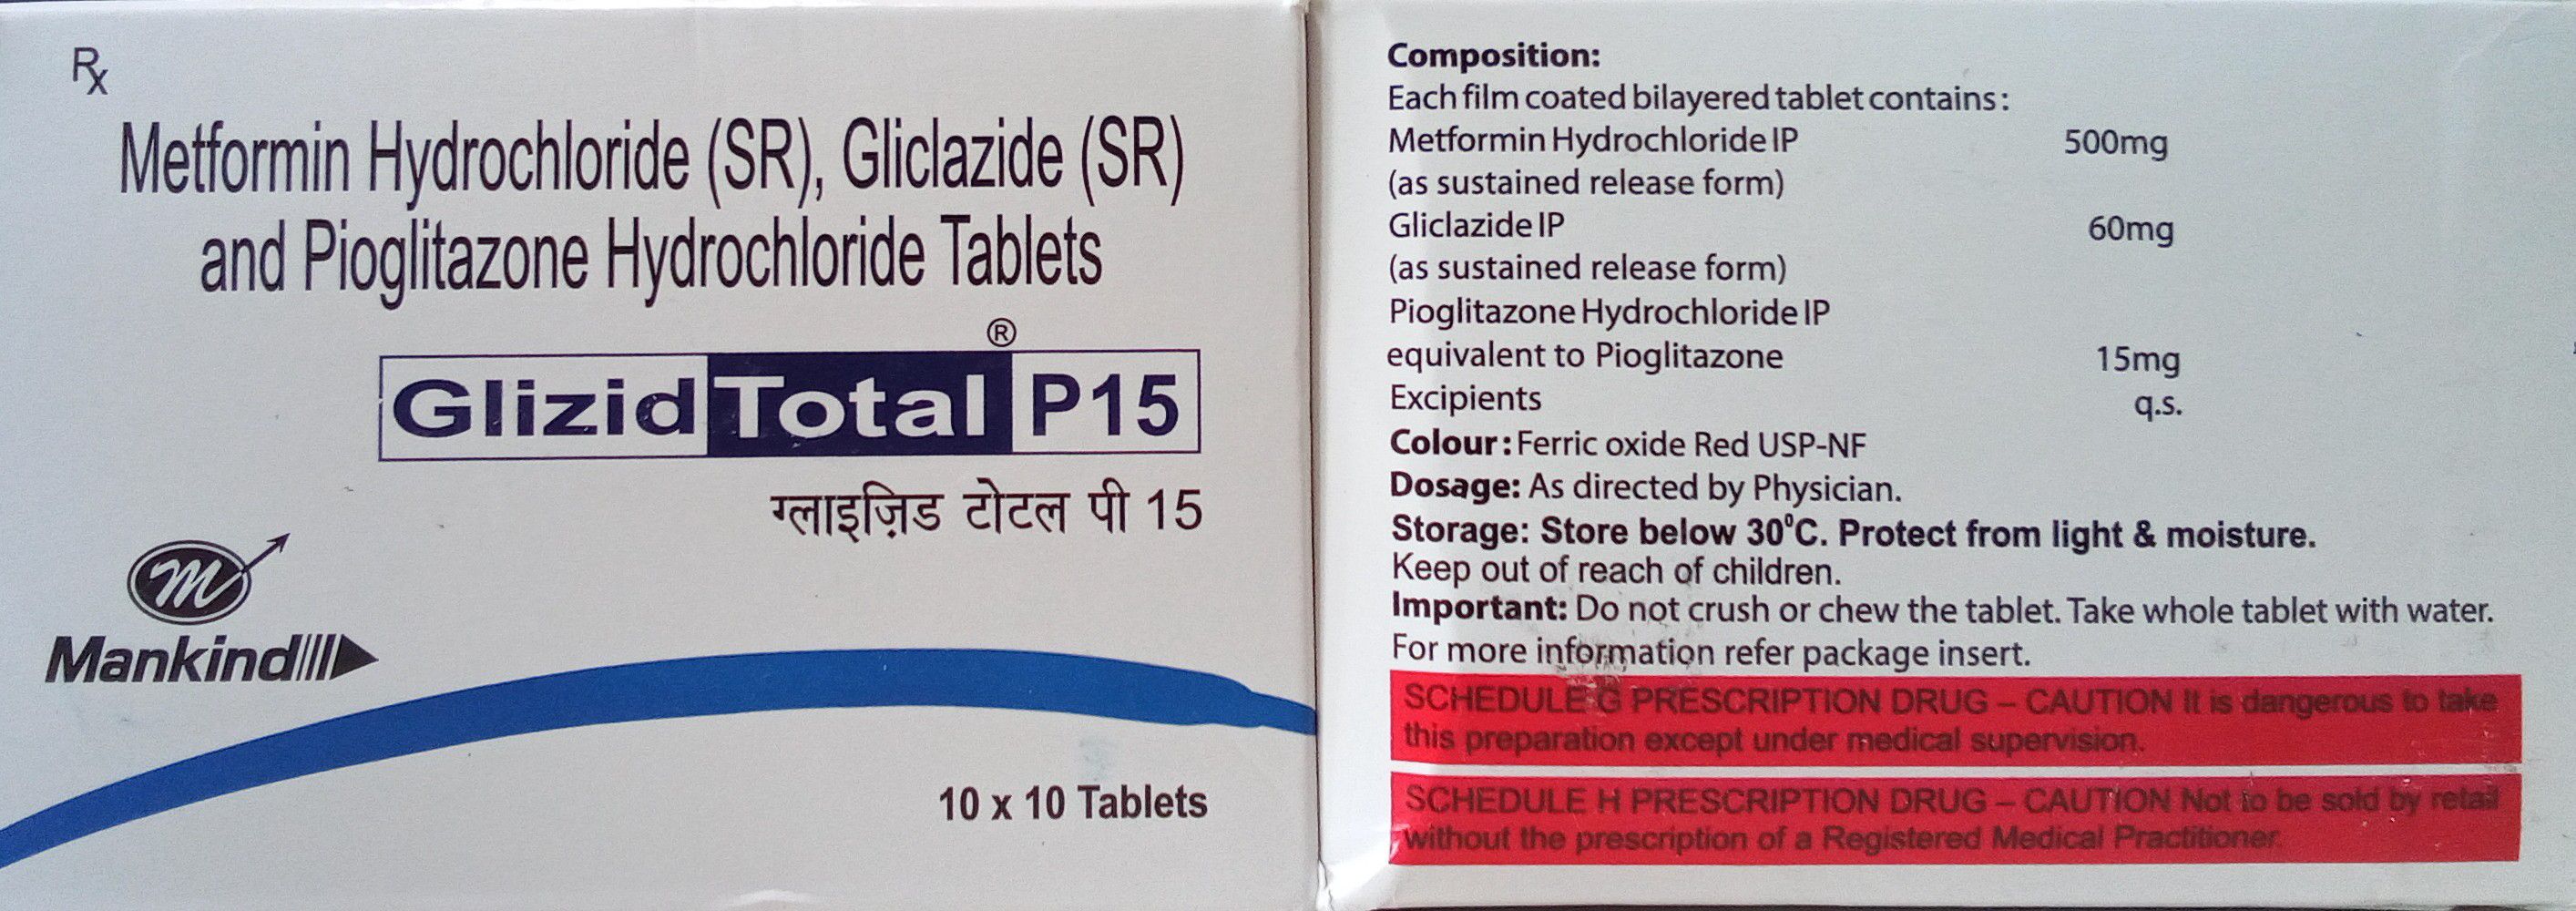 Rx
Metformin Hydrochloride (SR), Gliclazide (SR)
and Pioglitazone Hydrochloride Tablets
Glizid Total® P15
ग्लाइज़िड टोटल पी 15
m
Mankind
10 x 10 Tablets
Composition:
Each film coated bilayered tablet contains:
Metformin Hydrochloride IP 500mg
(as sustained release form)
Gliclazide IP 60mg
(as sustained release form)
Pioglitazone Hydrochloride IP
equivalent to Pioglitazone 15mg
Excipients q.s.
Colour: Ferric oxide Red USP-NF
Dosage: As directed by Physician.
Storage: Store below 30⁰C. Protect from light & moisture.
Keep out of reach of children.
Important: Do not crush or chew the tablet. Take whole tablet with water.
For more information refer package insert.
SCHEDULE G PRESCRIPTION DRUG – CAUTION It is dangerous to take
this preparation except under medical supervision.
SCHEDULE H PRESCRIPTION DRUG – CAUTION Not to be sold by retail
without the prescription of a Registered Medical Practitioner.